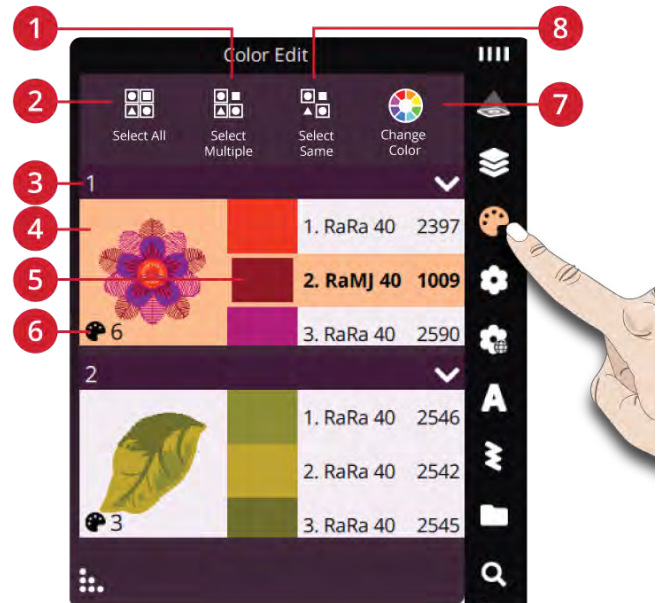 1
8
Color Edit
2
7
Select All
Select
Multiple
Select
Same
Change
Color
3
1
4
1. RaRa 40 2397
5
2. RaMJ 40 1009
6
6
3. RaRa 40 2590
2
A
1. RaRa 40 2546
2. RaRa 40 2542
3
3. RaRa 40 2545